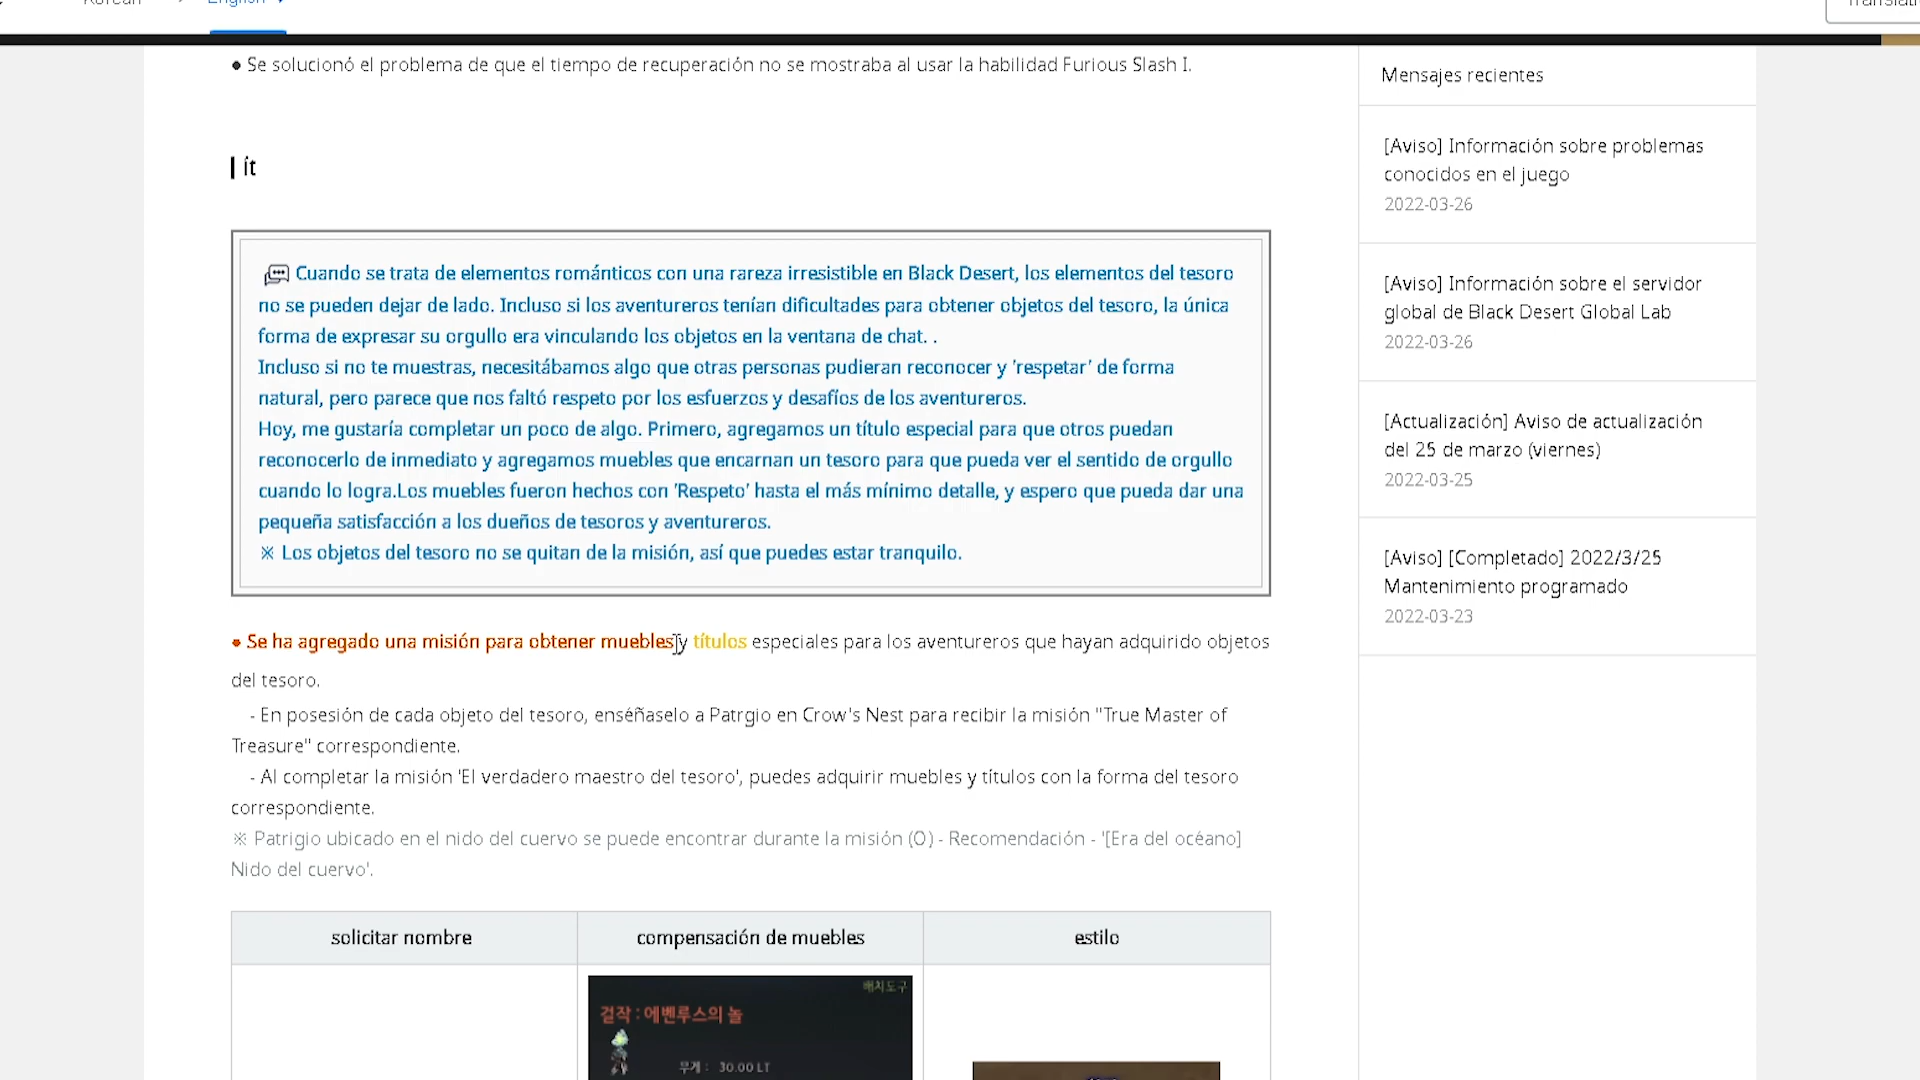 Korean
English
● Se solucionó el problema de que el tiempo de recuperación no se mostraba al usar la habilidad Furious Slash I.
ít
Cuando se trata de elementos románticos con una rareza irresistible en Black Desert, los elementos del tesoro
no se pueden dejar de lado. Incluso si los aventureros tenían dificultades para obtener objetos del tesoro, la única
forma de expresar su orgullo era vinculando los objetos en la ventana de chat. .
Incluso si no te muestras, necesitábamos algo que otras personas pudieran reconocer y 'respetar' de forma
natural, pero parece que nos faltó respeto por los esfuerzos y desafíos de los aventureros.
Hoy, me gustaría completar un poco de algo. Primero, agregamos un título especial para que otros puedan
reconocerlo de inmediato y agregamos muebles que encarnan un tesoro para que pueda ver el sentido de orgullo
cuando lo logra.Los muebles fueron hechos con 'Respeto' hasta el más mínimo detalle, y espero que pueda dar una
pequeña satisfacción a los dueños de tesoros y aventureros.
※ Los objetos del tesoro no se quitan de la misión, así que puedes estar tranquilo.
● Se ha agregado una misión para obtener muebles y títulos especiales para los aventureros que hayan adquirido objetos
del tesoro.
- En posesión de cada objeto del tesoro, enséñaselo a Patrgio en Crow's Nest para recibir la misión "True Master of
Treasure" correspondiente.
- Al completar la misión 'El verdadero maestro del tesoro', puedes adquirir muebles y títulos con la forma del tesoro
correspondiente.
※ Patrigio ubicado en el nido del cuervo se puede encontrar durante la misión (O) - Recomendación - '[Era del océano]
Nido del cuervo'.
solicitar nombre
compensación de muebles
estilo
배치도구
걸작 : 에벤루스의 놀
무게 : 30.00 LT
Mensajes recientes
[Aviso] Información sobre problemas
conocidos en el juego
2022-03-26
[Aviso] Información sobre el servidor
global de Black Desert Global Lab
2022-03-26
[Actualización] Aviso de actualización
del 25 de marzo (viernes)
2022-03-25
[Aviso] [Completado] 2022/3/25
Mantenimiento programado
2022-03-23